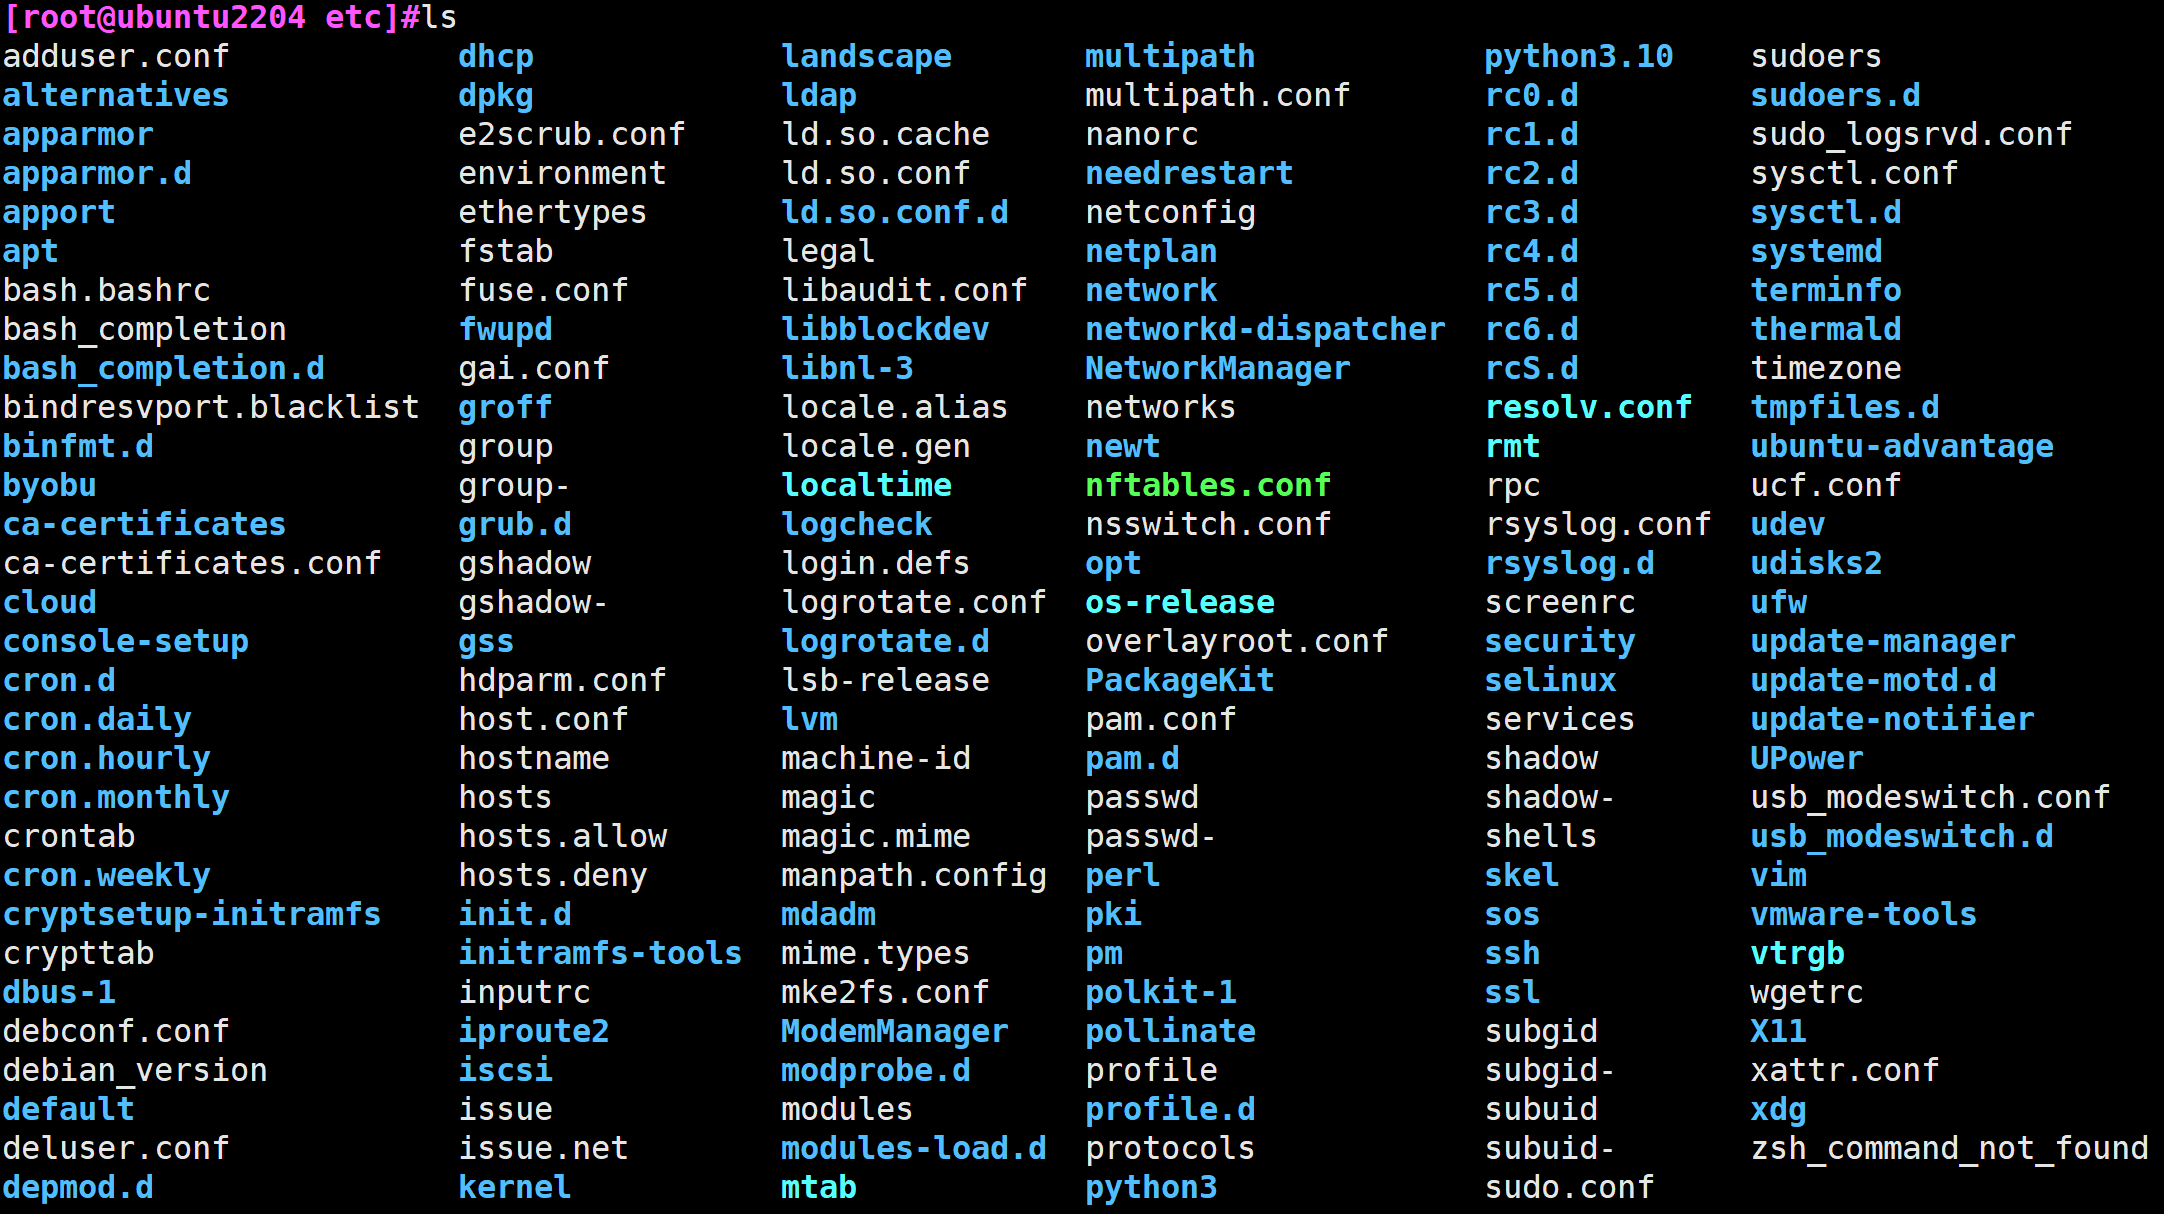 [root@ubuntu2204 etc]#ls
adduser.conf dhcp landscape multipath python3.10 sudoers
alternatives dpkg ldap multipath.conf rc0.d sudoers.d
apparmor e2scrub.conf ld.so.cache nanorc rc1.d sudo_logsrvd.conf
apparmor.d environment ld.so.conf needrestart rc2.d sysctl.conf
apport ethertypes ld.so.conf.d netconfig rc3.d sysctl.d
apt fstab legal netplan rc4.d systemd
bash.bashrc fuse.conf libaudit.conf network rc5.d terminfo
bash_completion fwupd libblockdev networkd-dispatcher rc6.d thermald
bash_completion.d gai.conf libnl-3 NetworkManager rcS.d timezone
bindresvport.blacklist groff locale.alias networks resolv.conf tmpfiles.d
binfmt.d group locale.gen newt rmt ubuntu-advantage
byobu group- localtime nftables.conf rpc ucf.conf
ca-certificates grub.d logcheck nsswitch.conf rsyslog.conf udev
ca-certificates.conf gshadow login.defs opt rsyslog.d udisks2
cloud gshadow- logrotate.conf os-release screenrc ufw
console-setup gss logrotate.d overlayroot.conf security update-manager
cron.d hdparm.conf lsb-release PackageKit selinux update-motd.d
cron.daily host.conf lvm pam.conf services update-notifier
cron.hourly hostname machine-id pam.d shadow UPower
cron.monthly hosts magic passwd shadow- usb_modeswitch.conf
crontab hosts.allow magic.mime passwd- shells usb_modeswitch.d
cron.weekly hosts.deny manpath.config perl skel vim
cryptsetup-initramfs init.d mdadm pki sos vmware-tools
crypttab initramfs-tools mime.types pm ssh vtrgb
dbus-1 inputrc mke2fs.conf polkit-1 ssl wgetrc
debconf.conf iproute2 ModemManager pollinate subgid X11
debian_version iscsi modprobe.d profile subgid- xattr.conf
default issue modules profile.d subuid xdg
deluser.conf issue.net modules-load.d protocols subuid- zsh_command_not_found
depmod.d kernel mtab python3 sudo.conf